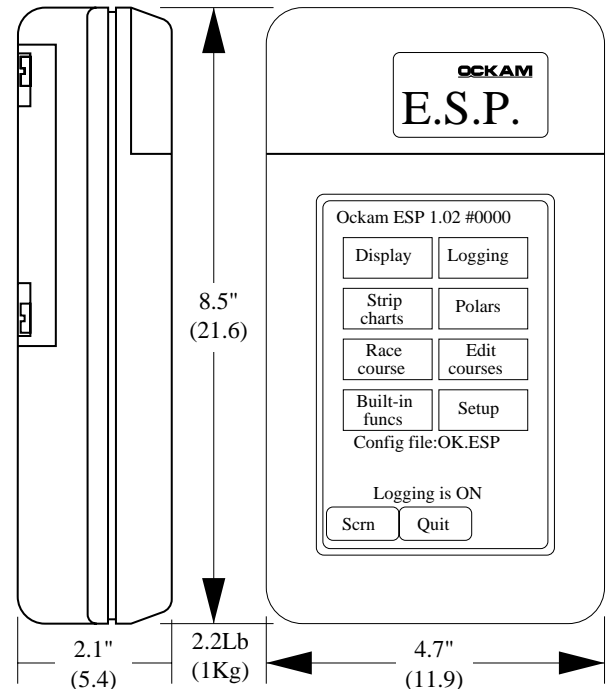 OCKAM
E.S.P.
Ockam ESP 1.02 #0000
Display
Logging
Strip
charts
Polars
Race
course
Edit
courses
Built-in
funcs
Setup
Config file:OK.ESP
Logging is ON
Scrn
Quit
8.5"
(21.6)
2.1"
(5.4)
2.2Lb
(1Kg)
4.7"
(11.9)